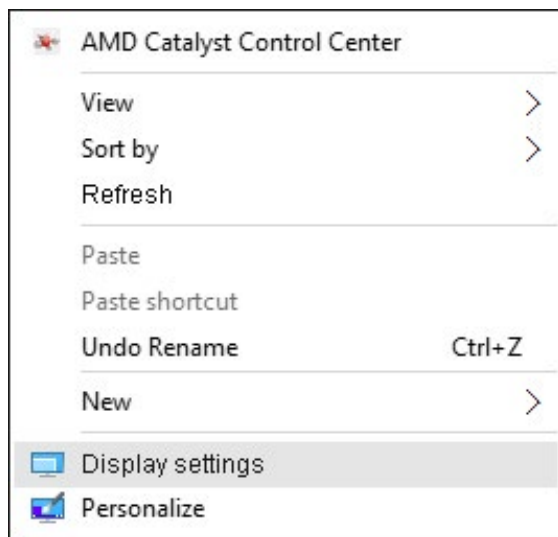 AMD Catalyst Control Center
View
Sort by
Refresh
Paste
Paste shortcut
Undo Rename Ctrl+Z
New
Display settings
Personalize